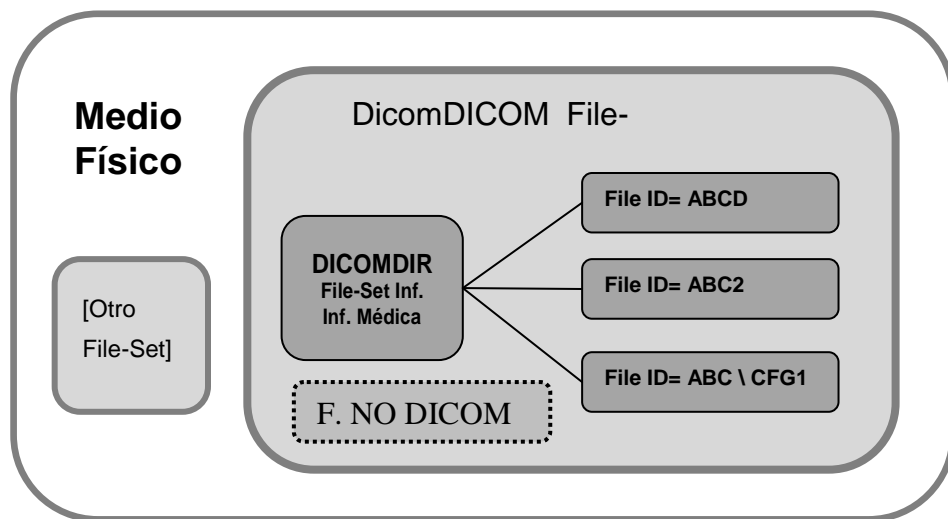 Medio
Físico
[Otro
File-Set]
DicomDICOM File-
DICOMDIR
File-Set Inf.
Inf. Médica
F. NO DICOM
File ID= ABCD
File ID= ABC2
File ID= ABC \ CFG1